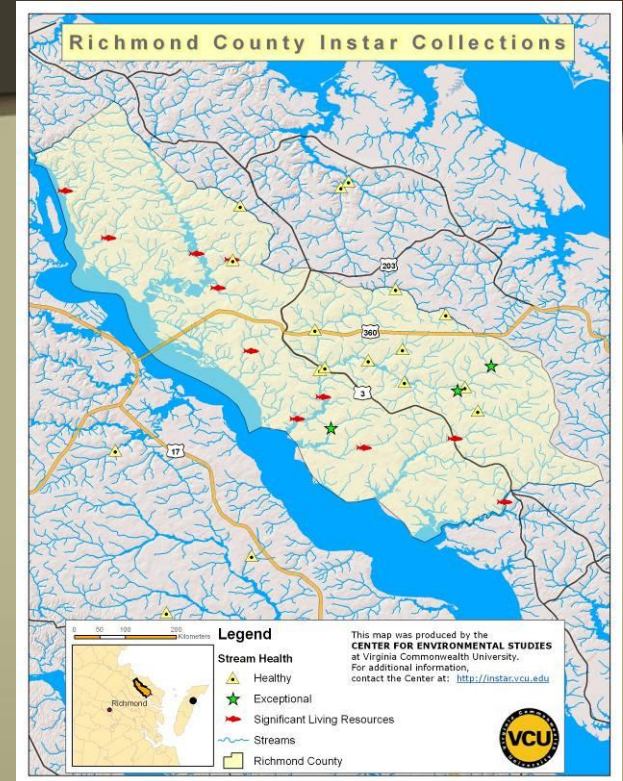 Richmond County Instar Collections
203
360
3
17
0 50 100 200
Kilometers
Richmond
Legend
Stream Health
Healthy
Exceptional
Significant Living Resources
Streams
Richmond County
This map was produced by the
CENTER FOR ENVIRONMENTAL STUDIES
at Virginia Commonwealth University.
For additional information,
contact the Center at: http://instar.vcu.edu
VCU